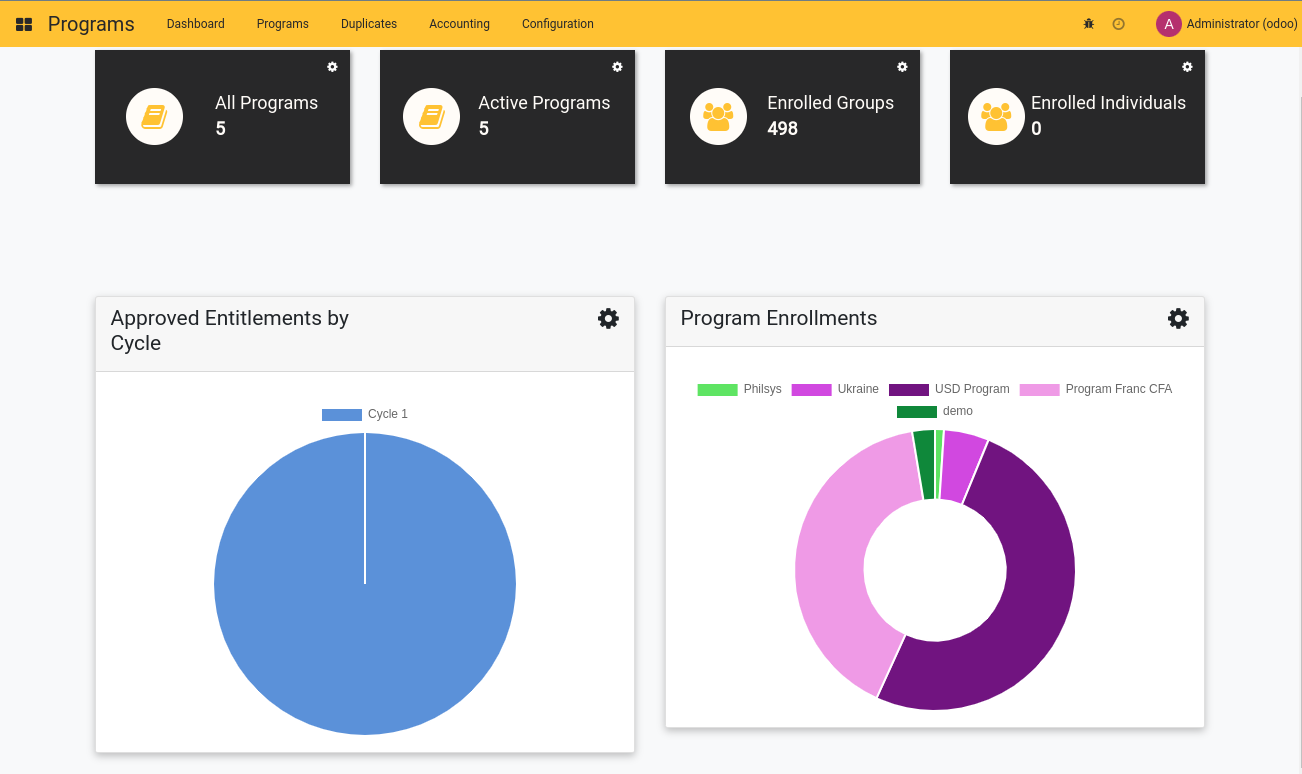 Programs Dashboard Programs Duplicates Accounting Configuration A Administrator (odoo)
All Programs
5
Active Programs
5
Enrolled Groups
498
Enrolled Individuals
0
Approved Entitlements by
Cycle
Cycle 1
Program Enrollments
Philsys Ukraine USD Program Program Franc CFA
demo